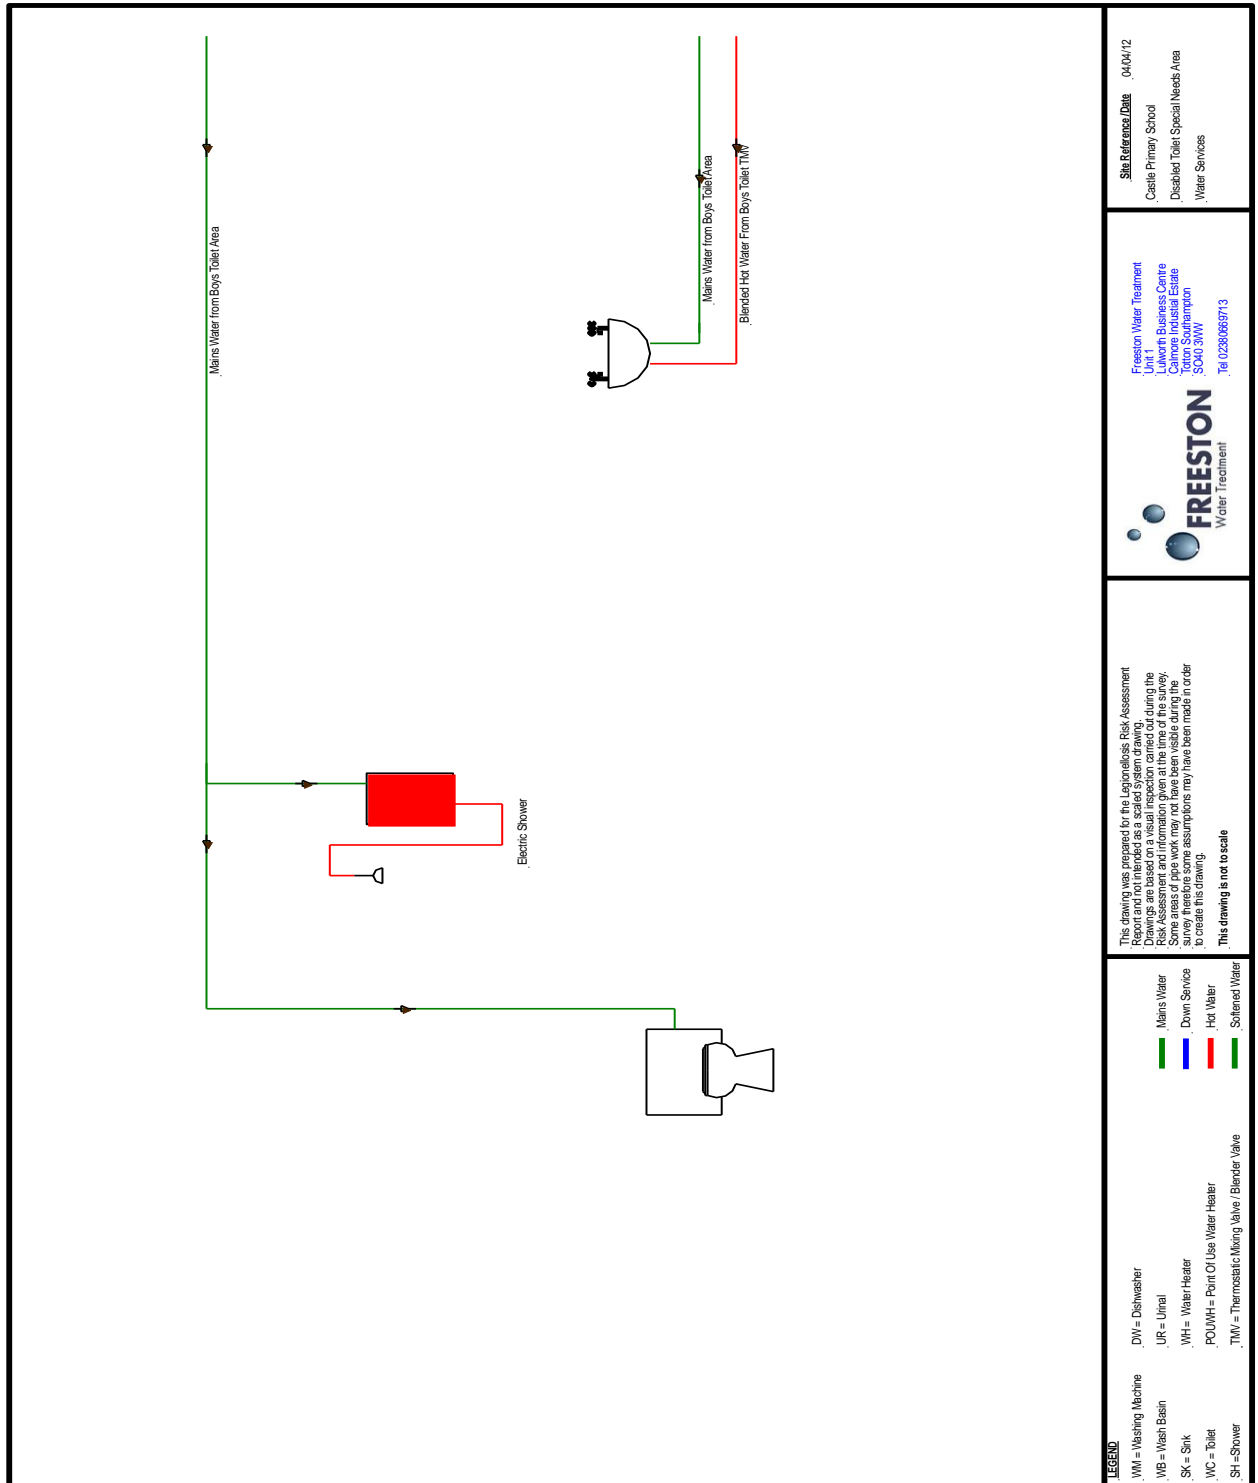 Mains Water from Boys Toilet Area
Mains Water from Boys Toilet Area
Blended Hot Water From Boys Toilet TMV
Electric Shower
LEGEND
WM = Washing Machine
WB = Wash Basin
SK = Sink
WC = Toilet
SH =Shower
DW = Dishwasher
UR = Urinal
WH = Water Heater
POUWH = Point Of Use Water Heater
TMV = Thermostatic Mixing Valve / Blender Valve
Mains Water
Down Service
Hot Water
Softened Water
This drawing was prepared for the Legionellosis Risk Assessment
Report and not intended as a scaled system drawing.
Drawings are based on a visual inspection carried out during the
Risk Assessment and information given at the time of the survey.
Some areas of pipe work may not have been visible during the
survey therefore some assumptions may have been made in order
to create this drawing.
This drawing is not to scale
FREESTON
Water Treatment
Freeston Water Treatment
Unit 1
Lulworth Business Centre
Calmore Industial Estate
Totton Southampton
SO40 3WW
Tel 02380669713
Site Reference/Date 04/04/12
Castle Primary School
Disabled Toilet Special Needs Area
Water Services